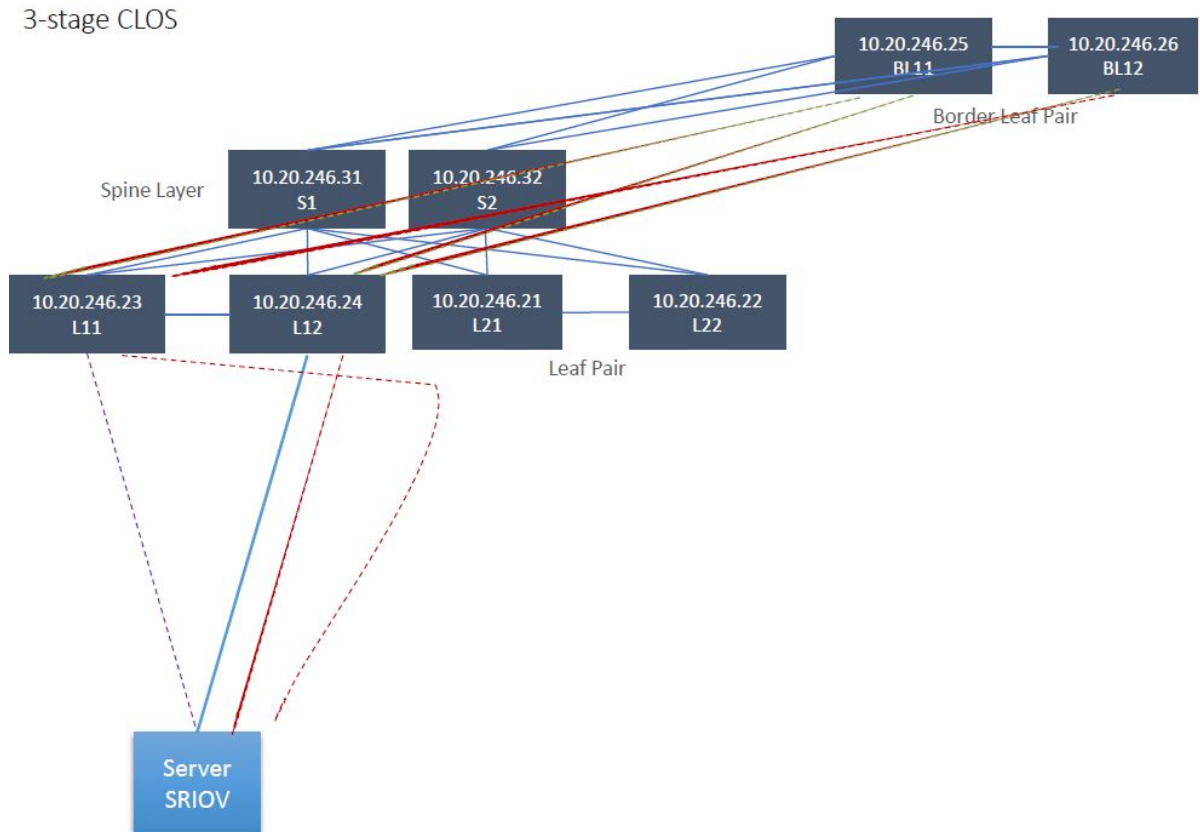 3-stage CLOS
10.20.246.25
BL11
10.20.246.26
BL12
Border Leaf Pair
Spine Layer
10.20.246.31
S1
10.20.246.32
S2
10.20.246.23
L11
10.20.246.24
L12
10.20.246.21
L21
10.20.246.22
L22
Leaf Pair
Server
SRIOV